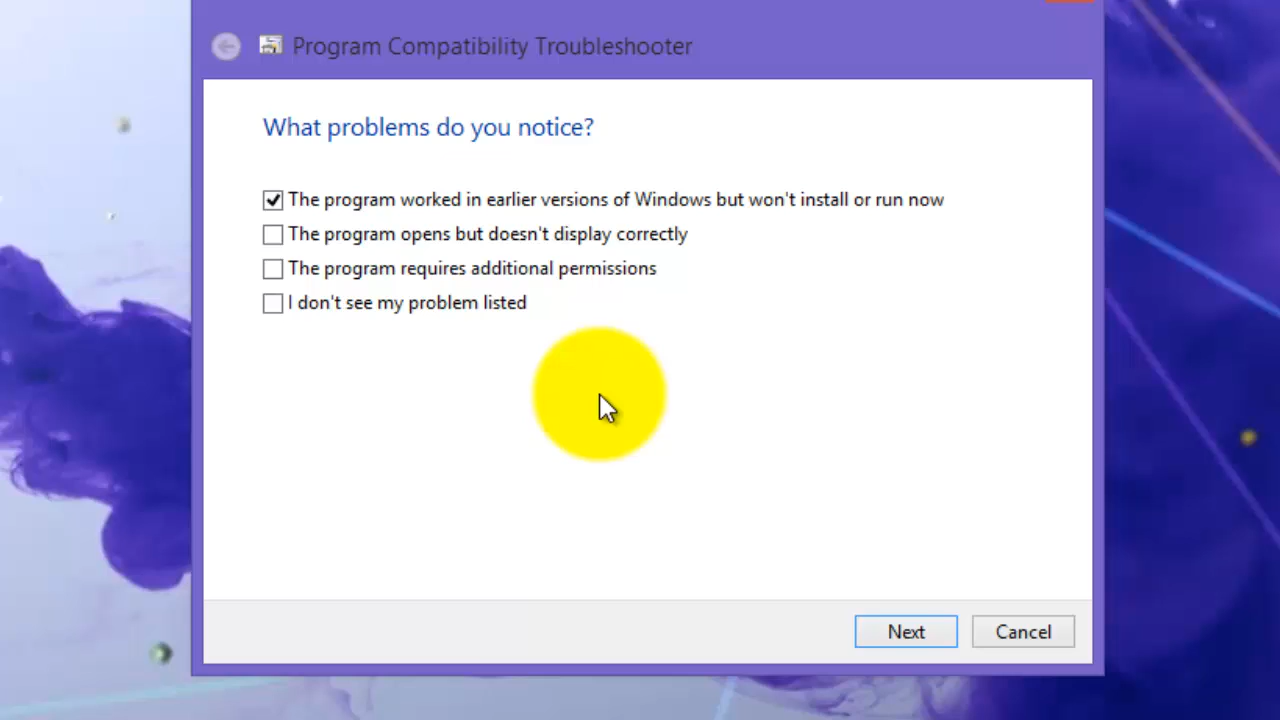 Program Compatibility Troubleshooter
What problems do you notice?
The program worked in earlier versions of Windows but won't install or run now
The program opens but doesn't display correctly
The program requires additional permissions
I don't see my problem listed
Next
Cancel